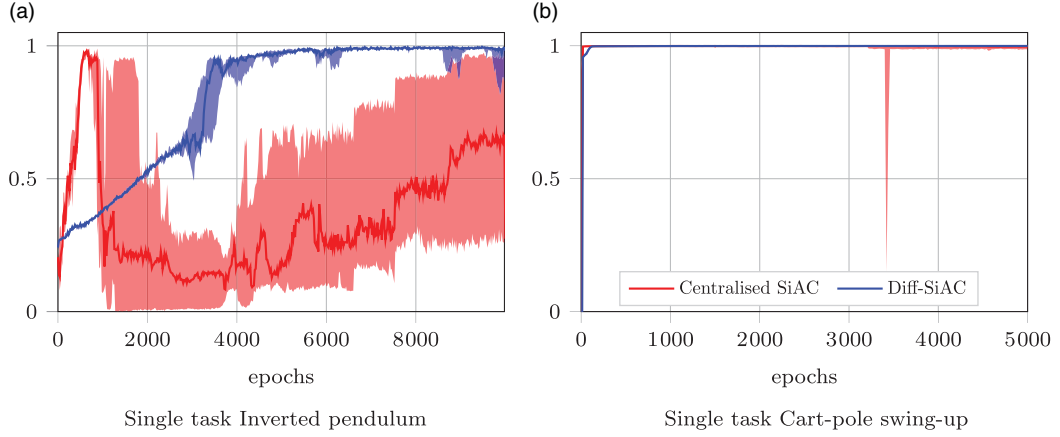 (a)
1
0.5
0
0 2000 4000 6000 8000
epochs
Single task Inverted pendulum
(b)
1
0.5
0
Centralised SiAC Diff-SiAC
0 1000 2000 3000 4000 5000
epochs
Single task Cart-pole swing-up